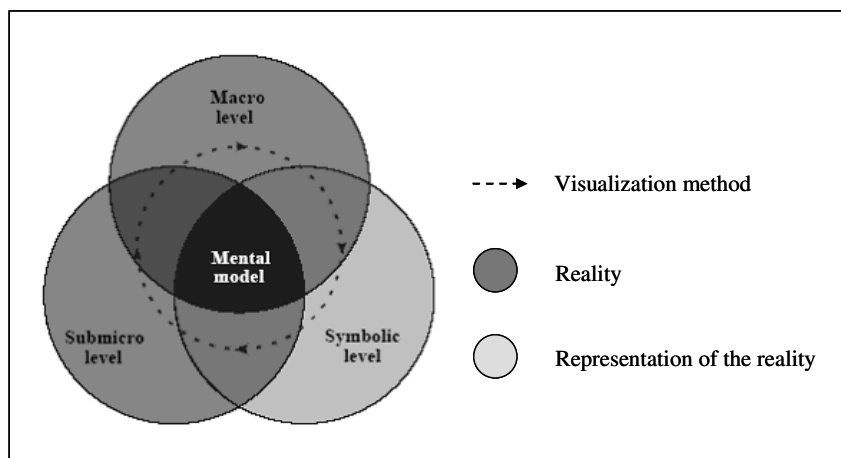 Macro
level
Mental
model
Submicro
level
Symbolic
level
Visualization method
Reality
Representation of the reality